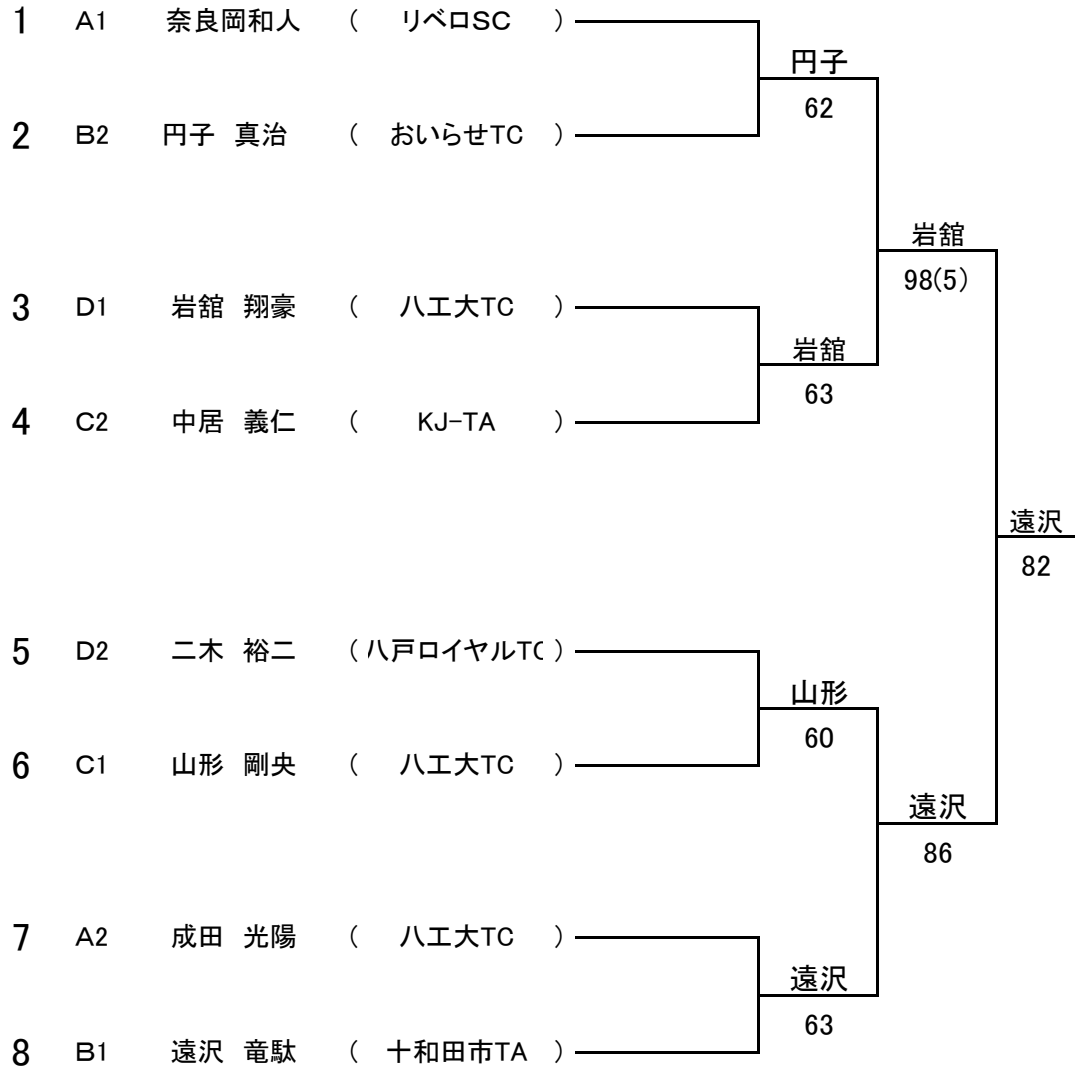 1 A1 奈良岡和人 ( リベロSC )
円子
62
2 B2 円子 真治 ( おいらせTC )
岩舘
98(5)
3 D1 岩舘 翔豪 ( 八工大TC )
岩舘
63
4 C2 中居 義仁 ( KJ-TA )
遠沢
82
5 D2 二木 裕二 ( 八戸ロイヤルTC )
山形
60
6 C1 山形 剛央 ( 八工大TC )
遠沢
86
7 A2 成田 光陽 ( 八工大TC )
遠沢
63
8 B1 遠沢 竜駄 ( 十和田市TA )